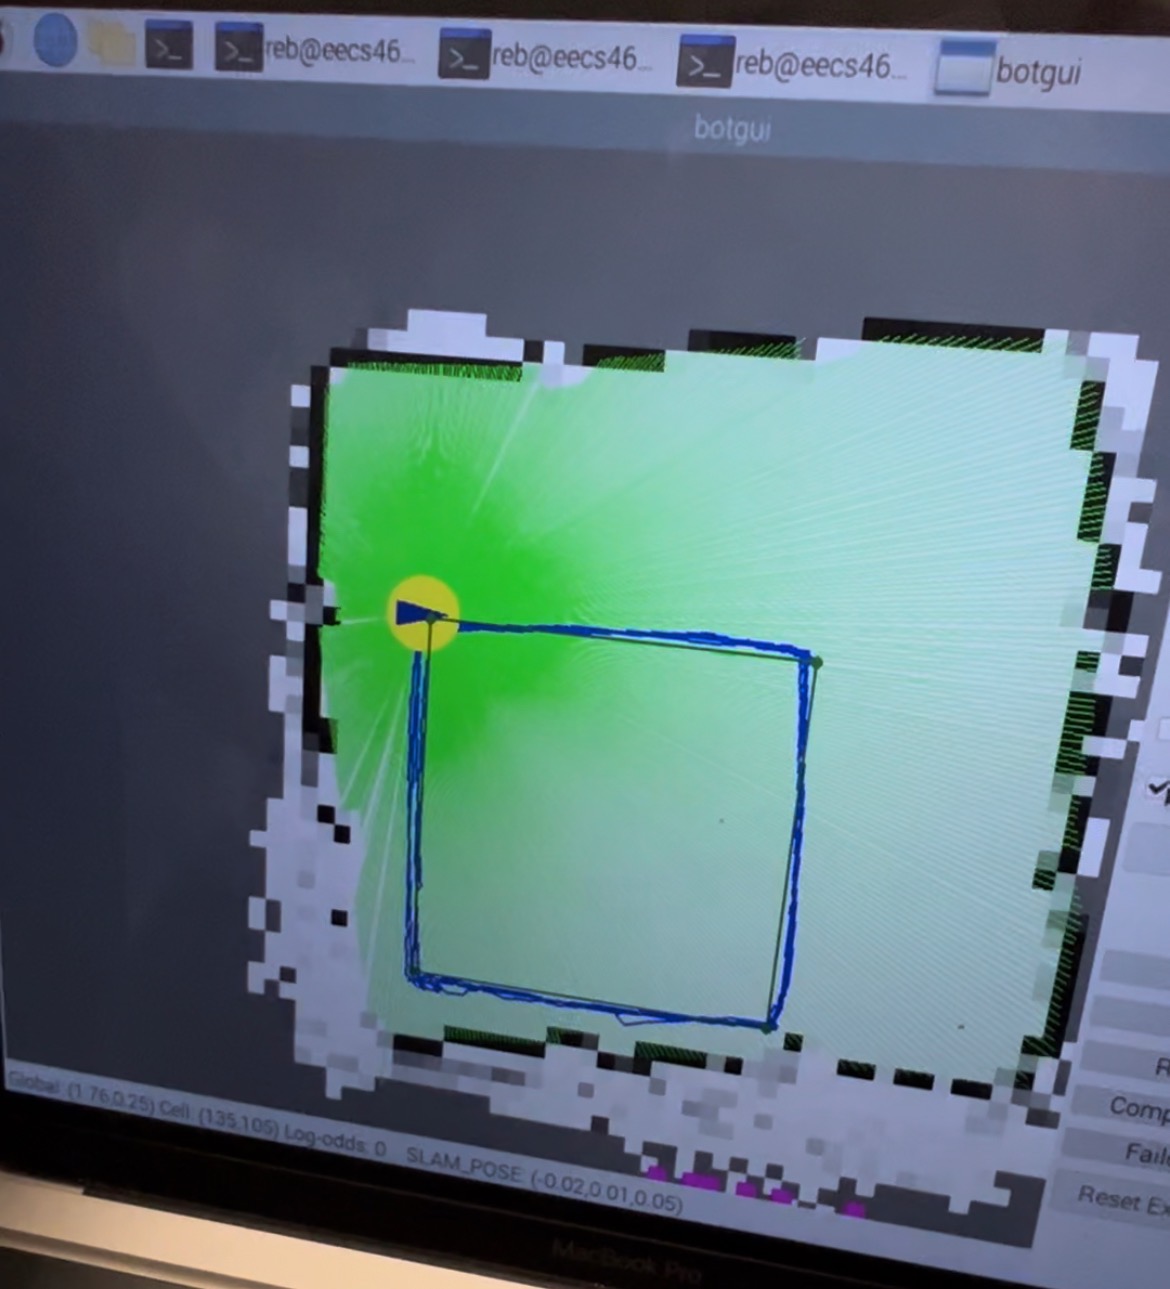 reb@eecs46... reb@eecs46... reb@eecs46... botgui
botgui
R
Comp
Faile
Reset Ex
Global: (1.76,0.25) Cell: (135,105) Log-odds: 0 SLAM_POSE: (-0.02,0.01,0.05)
MacBook Pro